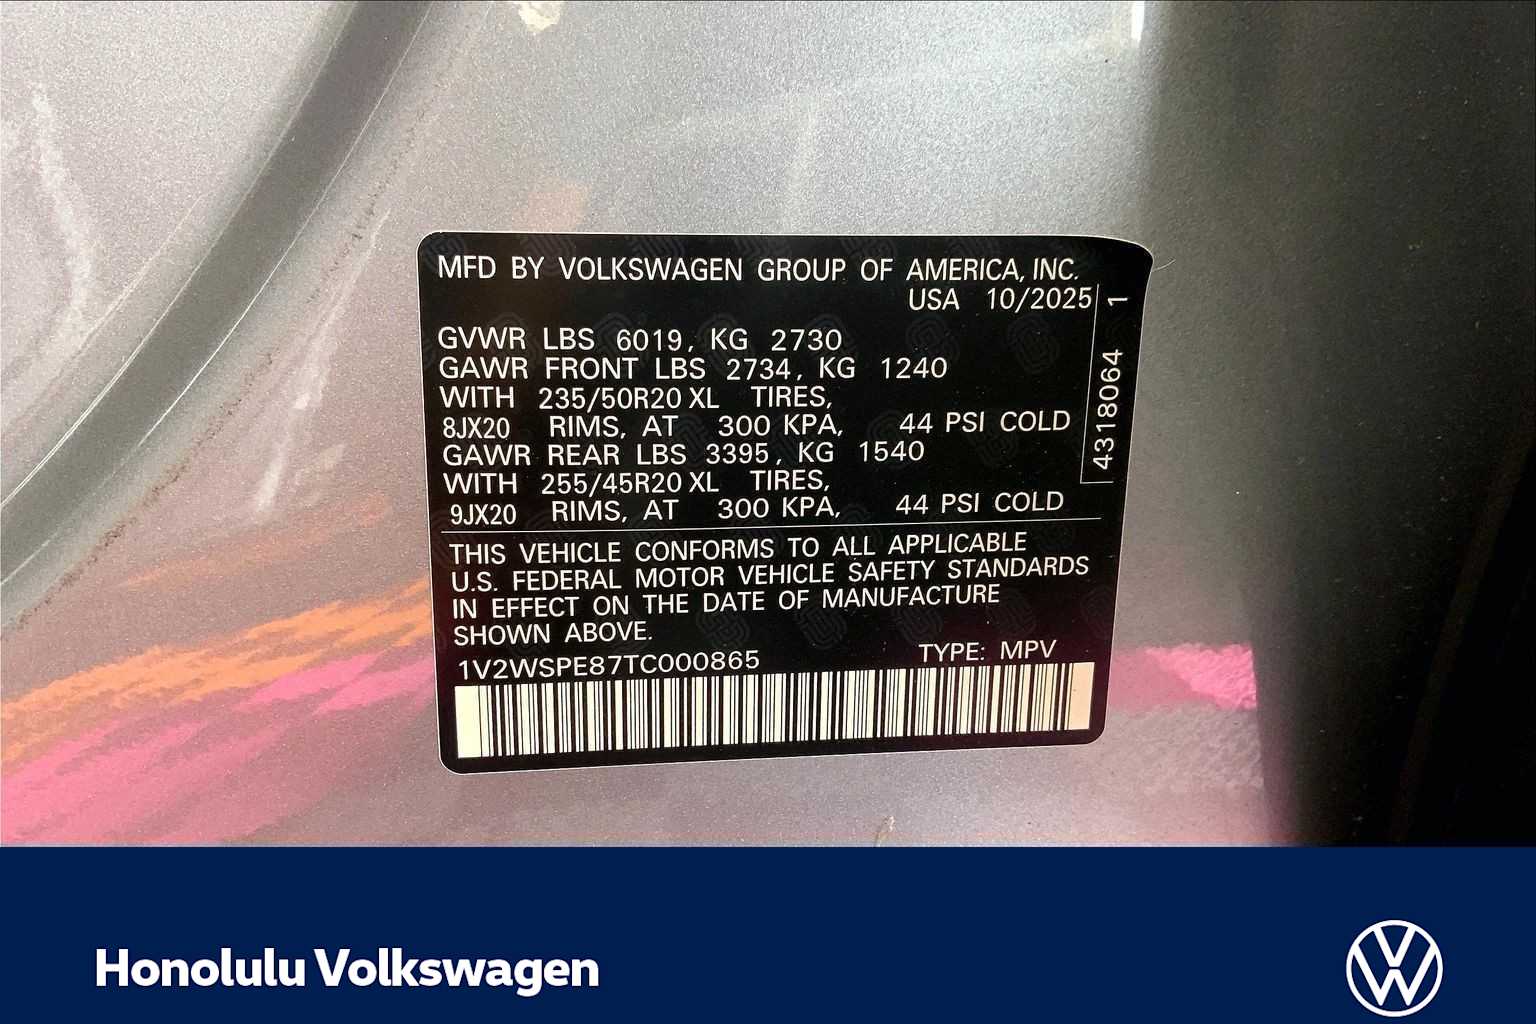 MFD BY VOLKSWAGEN GROUP OF AMERICA, INC.
USA 10/2025
4318064 1
GVWR LBS 6019, KG 2730
GAWR FRONT LBS 2734, KG 1240
WITH 235/50R20 XL TIRES,
8JX20 RIMS, AT 300 KPA, 44 PSI COLD
GAWR REAR LBS 3395, KG 1540
WITH 255/45R20 XL TIRES,
9JX20 RIMS, AT 300 KPA, 44 PSI COLD
THIS VEHICLE CONFORMS TO ALL APPLICABLE
U.S. FEDERAL MOTOR VEHICLE SAFETY STANDARDS
IN EFFECT ON THE DATE OF MANUFACTURE
SHOWN ABOVE.
1V2WSPE87TC000865 TYPE: MPV
Honolulu Volkswagen